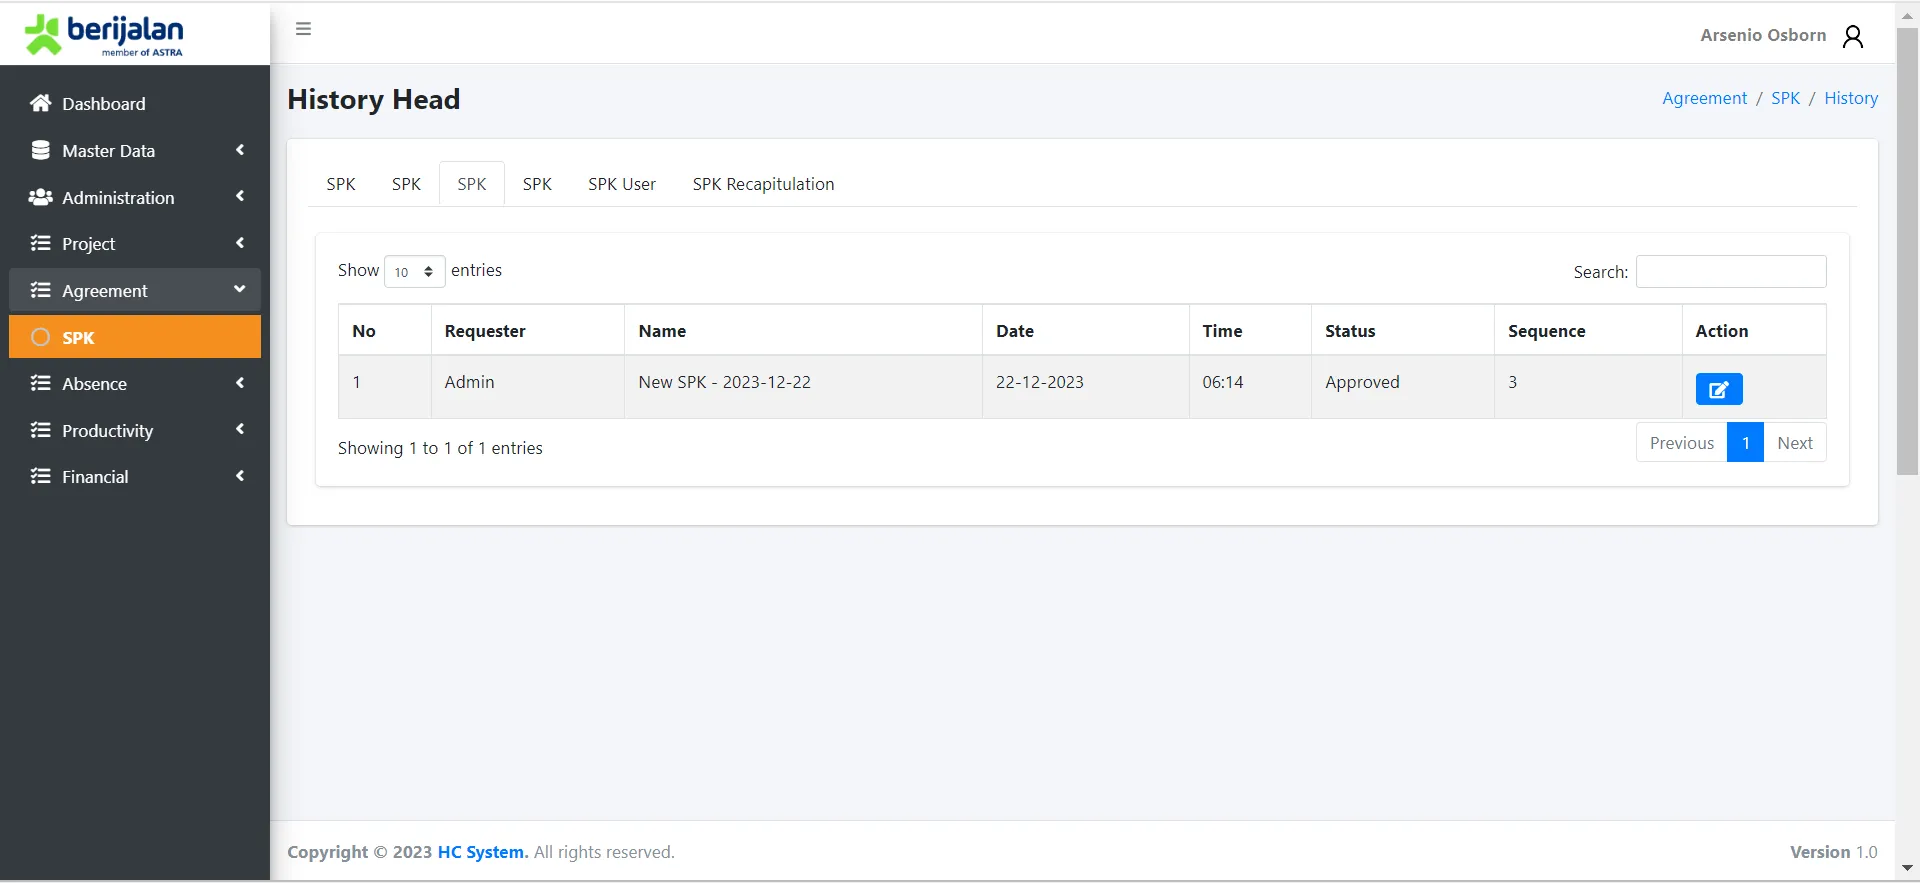 berijalan
member of ASTRA
Arsenio Osborn
Dashboard
Master Data
Administration
Project
Agreement
SPK
Absence
Productivity
Financial
History Head
Agreement / SPK / History
SPK SPK SPK SPK SPK User SPK Recapitulation
Show 10 entries
Search:
No Requester Name Date Time Status Sequence Action
1 Admin New SPK - 2023-12-22 22-12-2023 06:14 Approved 3
Showing 1 to 1 of 1 entries
Previous 1 Next
Copyright © 2023 HC System. All rights reserved.
Version 1.0